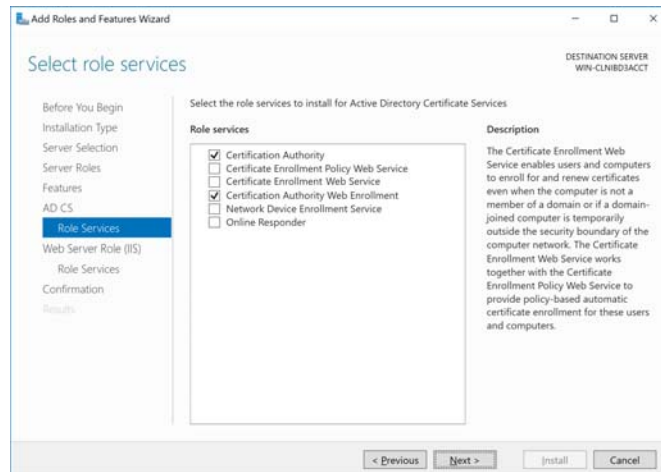 Add Roles and Features Wizard
Select role services
DESTINATION SERVER
WIN-CLNIBD3ACCT
Before You Begin
Installation Type
Server Selection
Server Roles
Features
AD CS
Role Services
Web Server Role (IIS)
Role Services
Confirmation
Results
Select the role services to install for Active Directory Certificate Services
Role services
Certification Authority
Certificate Enrollment Policy Web Service
Certificate Enrollment Web Service
Certification Authority Web Enrollment
Network Device Enrollment Service
Online Responder
Description
The Certificate Enrollment Web
Service enables users and computers
to enroll for and renew certificates
even when the computer is not a
member of a domain or if a domain-
joined computer is temporarily
outside the security boundary of the
computer network. The Certificate
Enrollment Web Service works
together with the Certificate
Enrollment Policy Web Service to
provide policy-based automatic
certificate enrollment for these users
and computers.
< Previous
Next >
Install
Cancel